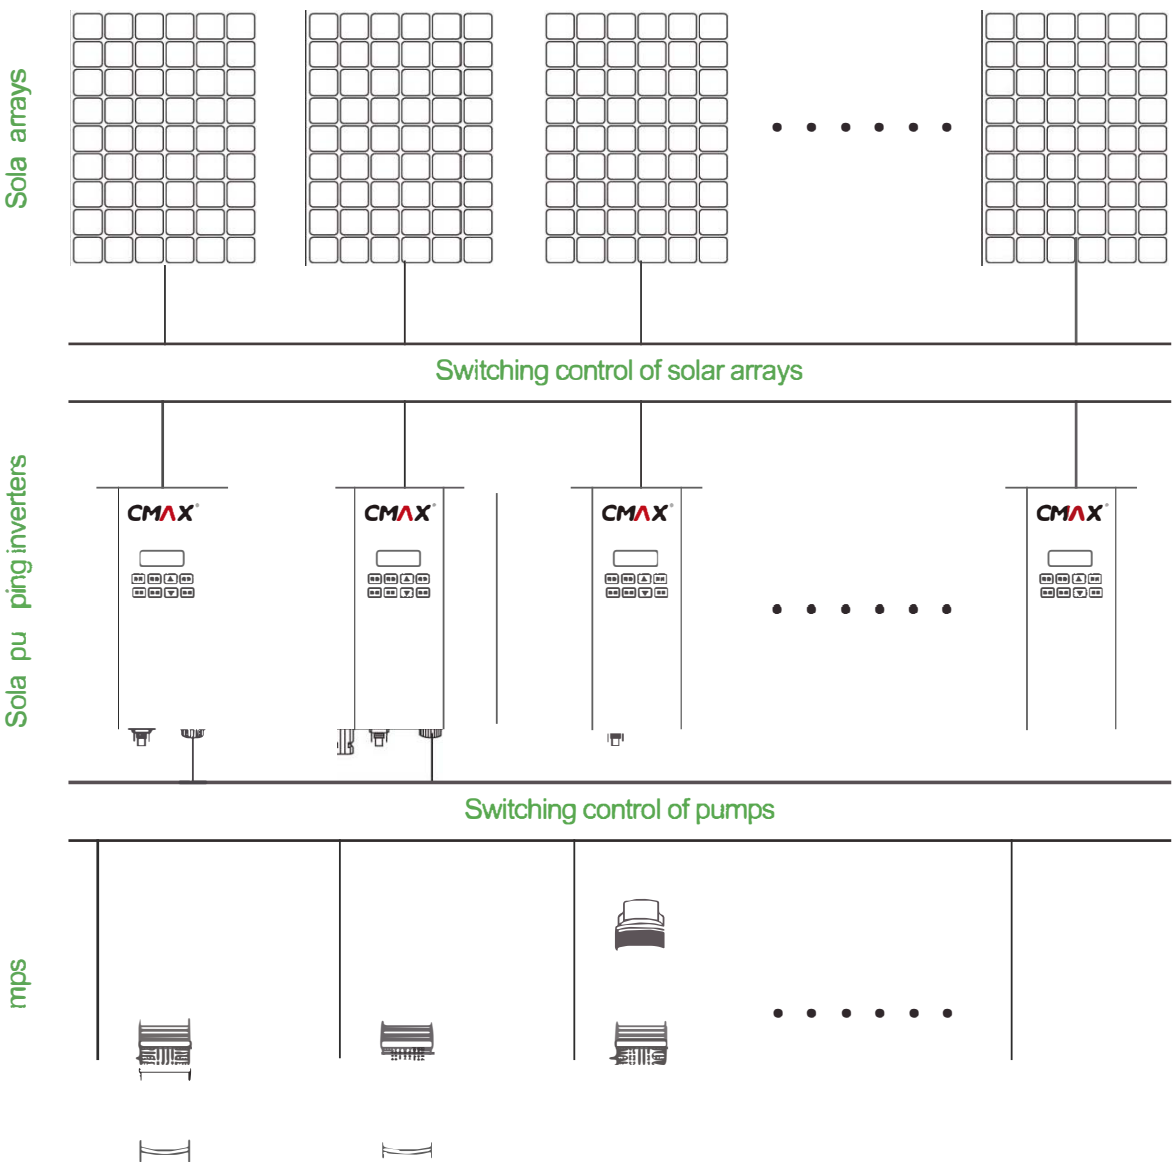 Sola arrays
Switching control of solar arrays
Sola pu ping inverters
CMAX®
CMAX®
CMAX®
CMAX®
Switching control of pumps
mps